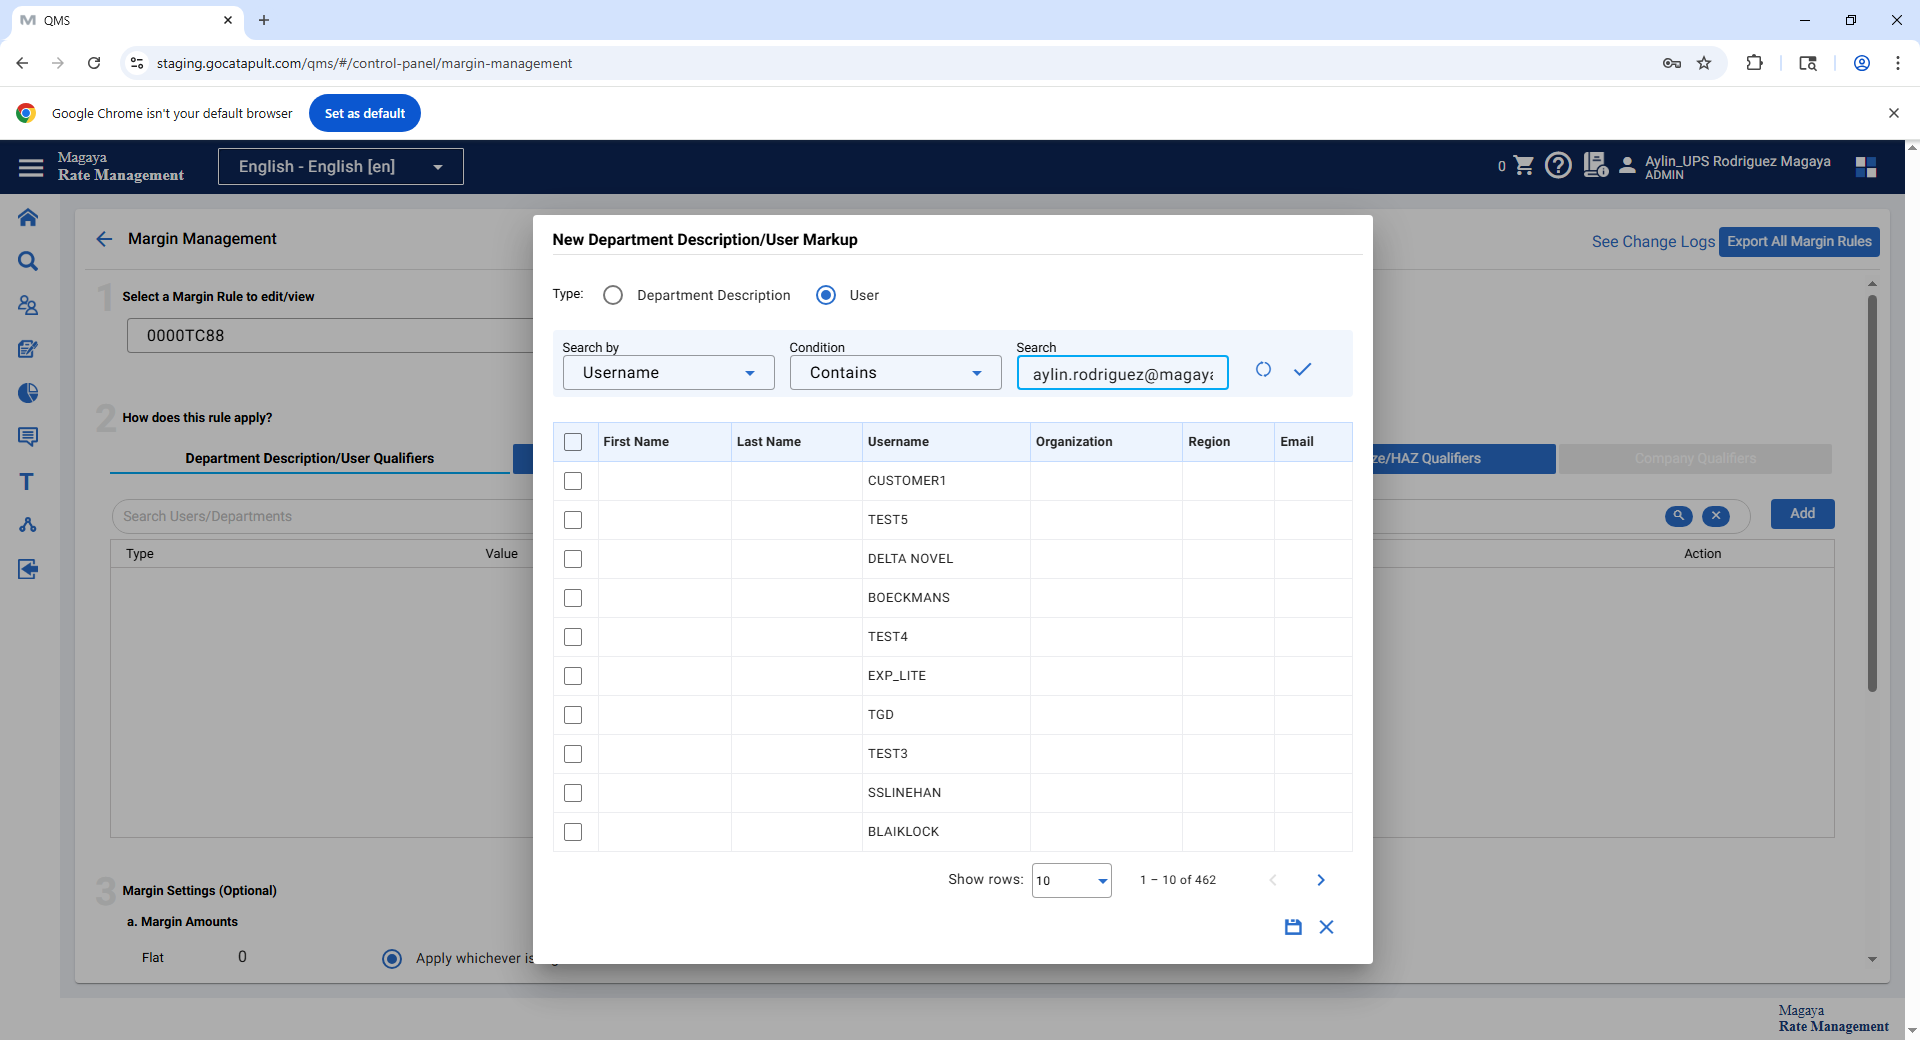 QMS
staging.gocatapult.com/qms/#/control-panel/margin-management
Google Chrome isn't your default browser
Set as default
Magaya
Rate Management
English - English [en]
0
Aylin_UPS Rodriguez Magaya
ADMIN
Margin Management
See Change Logs
Export All Margin Rules
1
Select a Margin Rule to edit/view
0000TC88
2
How does this rule apply?
Department Description/User Qualifiers
ze/HAZ Qualifiers
Company Qualifiers
Search Users/Departments
Add
Type
Value
Action
3
Margin Settings (Optional)
a. Margin Amounts
Flat
0
Apply whichever is
New Department Description/User Markup
Type:
Department Description
User
Search by
Condition
Search
Username
Contains
aylin.rodriguez@magaya
First Name
Last Name
Username
Organization
Region
Email
CUSTOMER1
TEST5
DELTA NOVEL
BOECKMANS
TEST4
EXP_LITE
TGD
TEST3
SSLINEHAN
BLAIKLOCK
Show rows:
10
1 – 10 of 462
Magaya
Rate Management